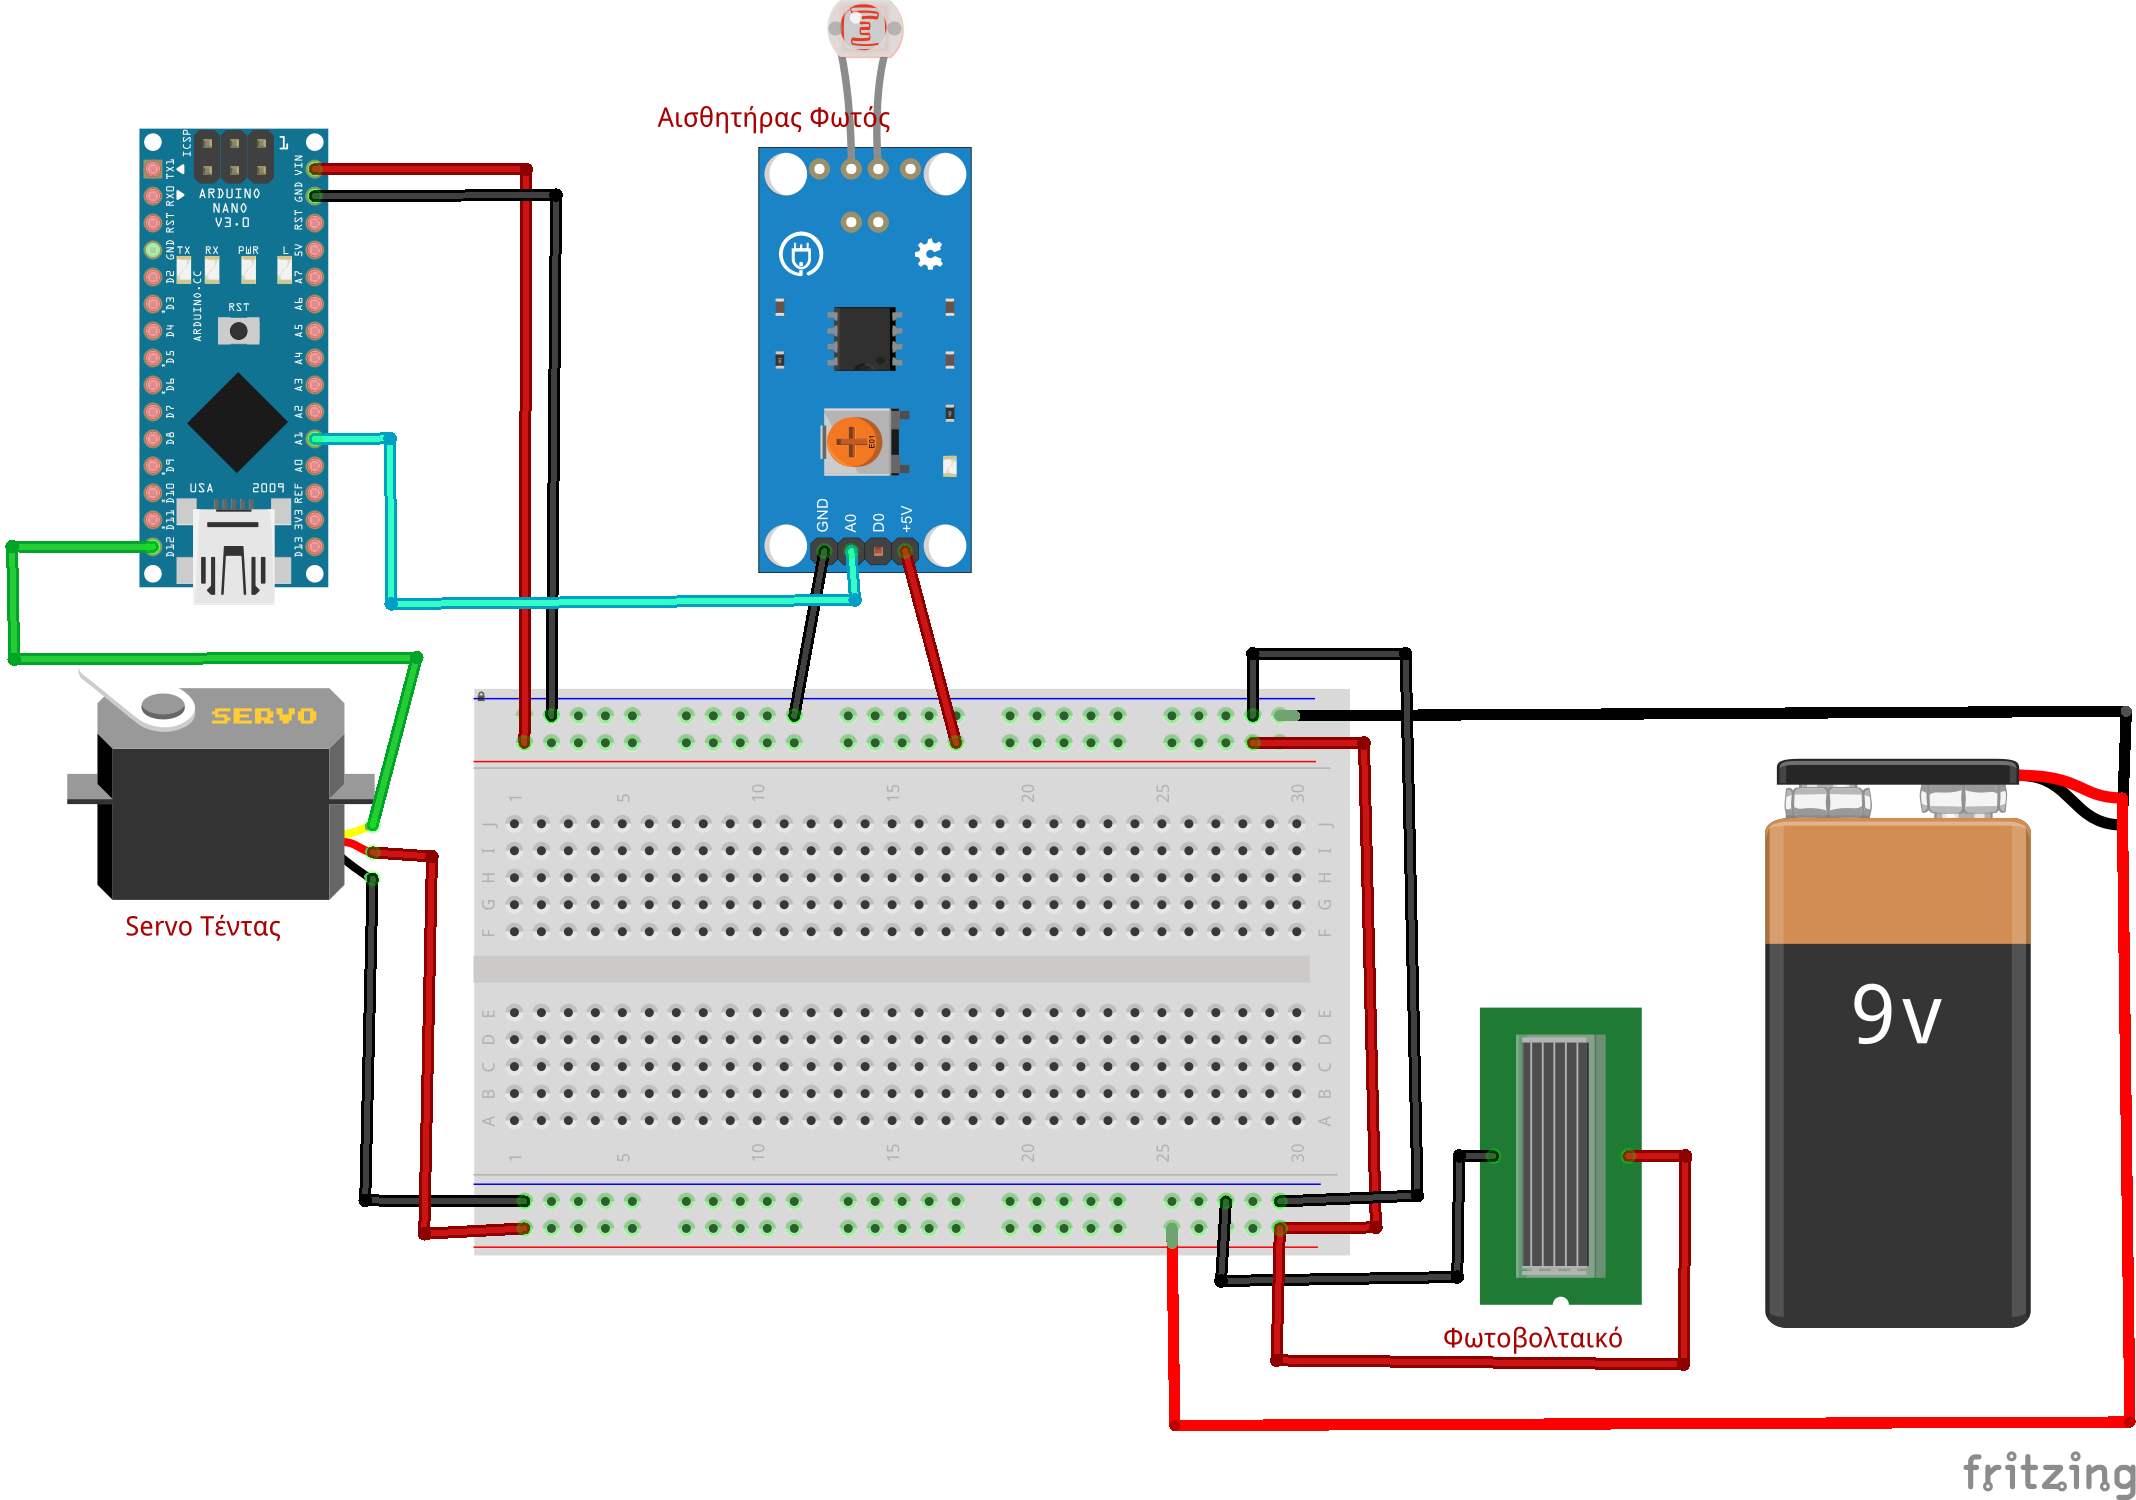 Αισθητήρας Φωτός
ICSP
1
TX1
RX0
RST
GND
D2
D3
D4
D5
D6
D7
D8
D9
D10
D11
D12
VIN
GND
RST
5V
A7
A6
A5
A4
A3
A2
A1
A0
REF
3V3
D13
ARDUINO
NANO
V3.0
TX RX PWR L
ARDUINO.CC
RST
USA 2009
E01
GND A0 D0 +5V
SERVO
Servo Τέντας
1 5 10 15 20 25 30
J J
I I
H H
G G
F F
E E
D D
C C
B B
A A
1 5 10 15 20 25 30
9v
Φωτοβολταικό
fritzing